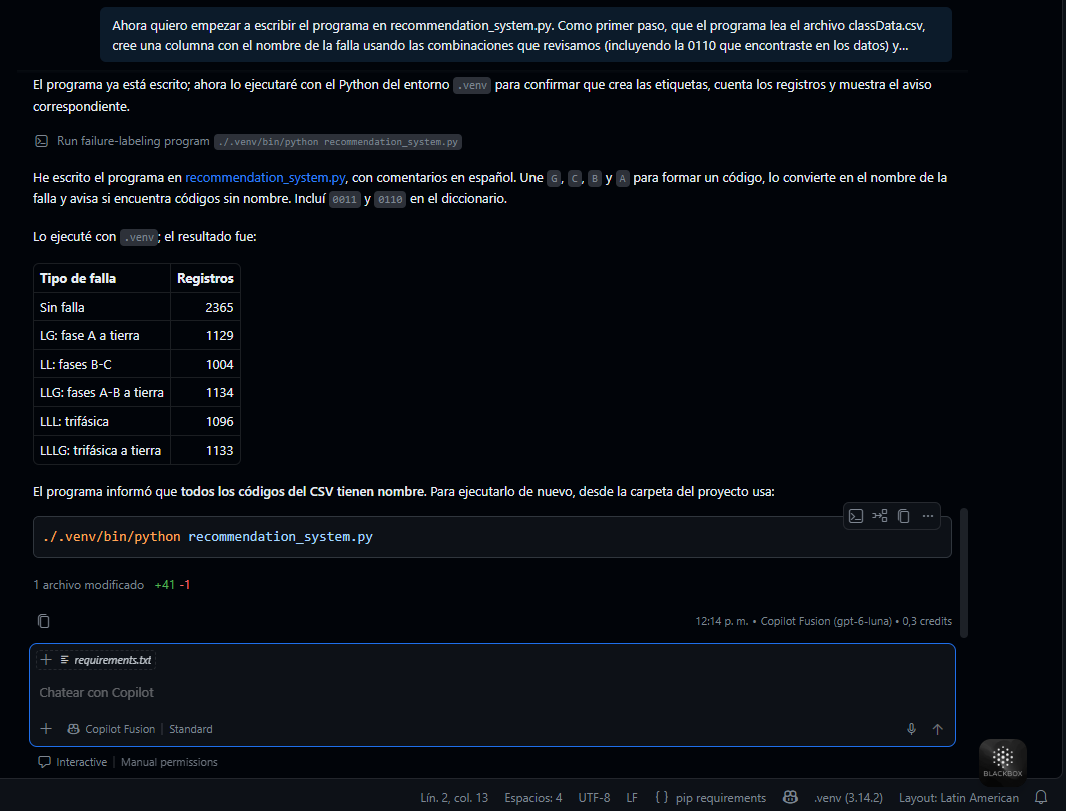 Ahora quiero empezar a escribir el programa en recommendation_system.py. Como primer paso, que el programa lea el archivo classData.csv,
cree una columna con el nombre de la falla usando las combinaciones que revisamos (incluyendo la 0110 que encontraste en los datos) y...
El programa ya está escrito; ahora lo ejecutaré con el Python del entorno .venv para confirmar que crea las etiquetas, cuenta los registros y muestra el aviso
correspondiente.
Run failure-labeling program ./.venv/bin/python recommendation_system.py
He escrito el programa en recommendation_system.py, con comentarios en español. Une G, C, B y A para formar un código, lo convierte en el nombre de la
falla y avisa si encuentra códigos sin nombre. Incluí 0011 y 0110 en el diccionario.
Lo ejecuté con .venv; el resultado fue:
Tipo de falla Registros
Sin falla 2365
LG: fase A a tierra 1129
LL: fases B-C 1004
LLG: fases A-B a tierra 1134
LLL: trifásica 1096
LLLG: trifásica a tierra 1133
El programa informó que todos los códigos del CSV tienen nombre. Para ejecutarlo de nuevo, desde la carpeta del proyecto usa:
./.venv/bin/python recommendation_system.py
1 archivo modificado +41 -1
12:14 p. m. • Copilot Fusion (gpt-6-luna) • 0,3 credits
requirements.txt
Chatear con Copilot
Copilot Fusion Standard
Interactive Manual permissions
BLACKBOX
Lín. 2, col. 13 Espacios: 4 UTF-8 LF { } pip requirements .venv (3.14.2) Layout: Latin American